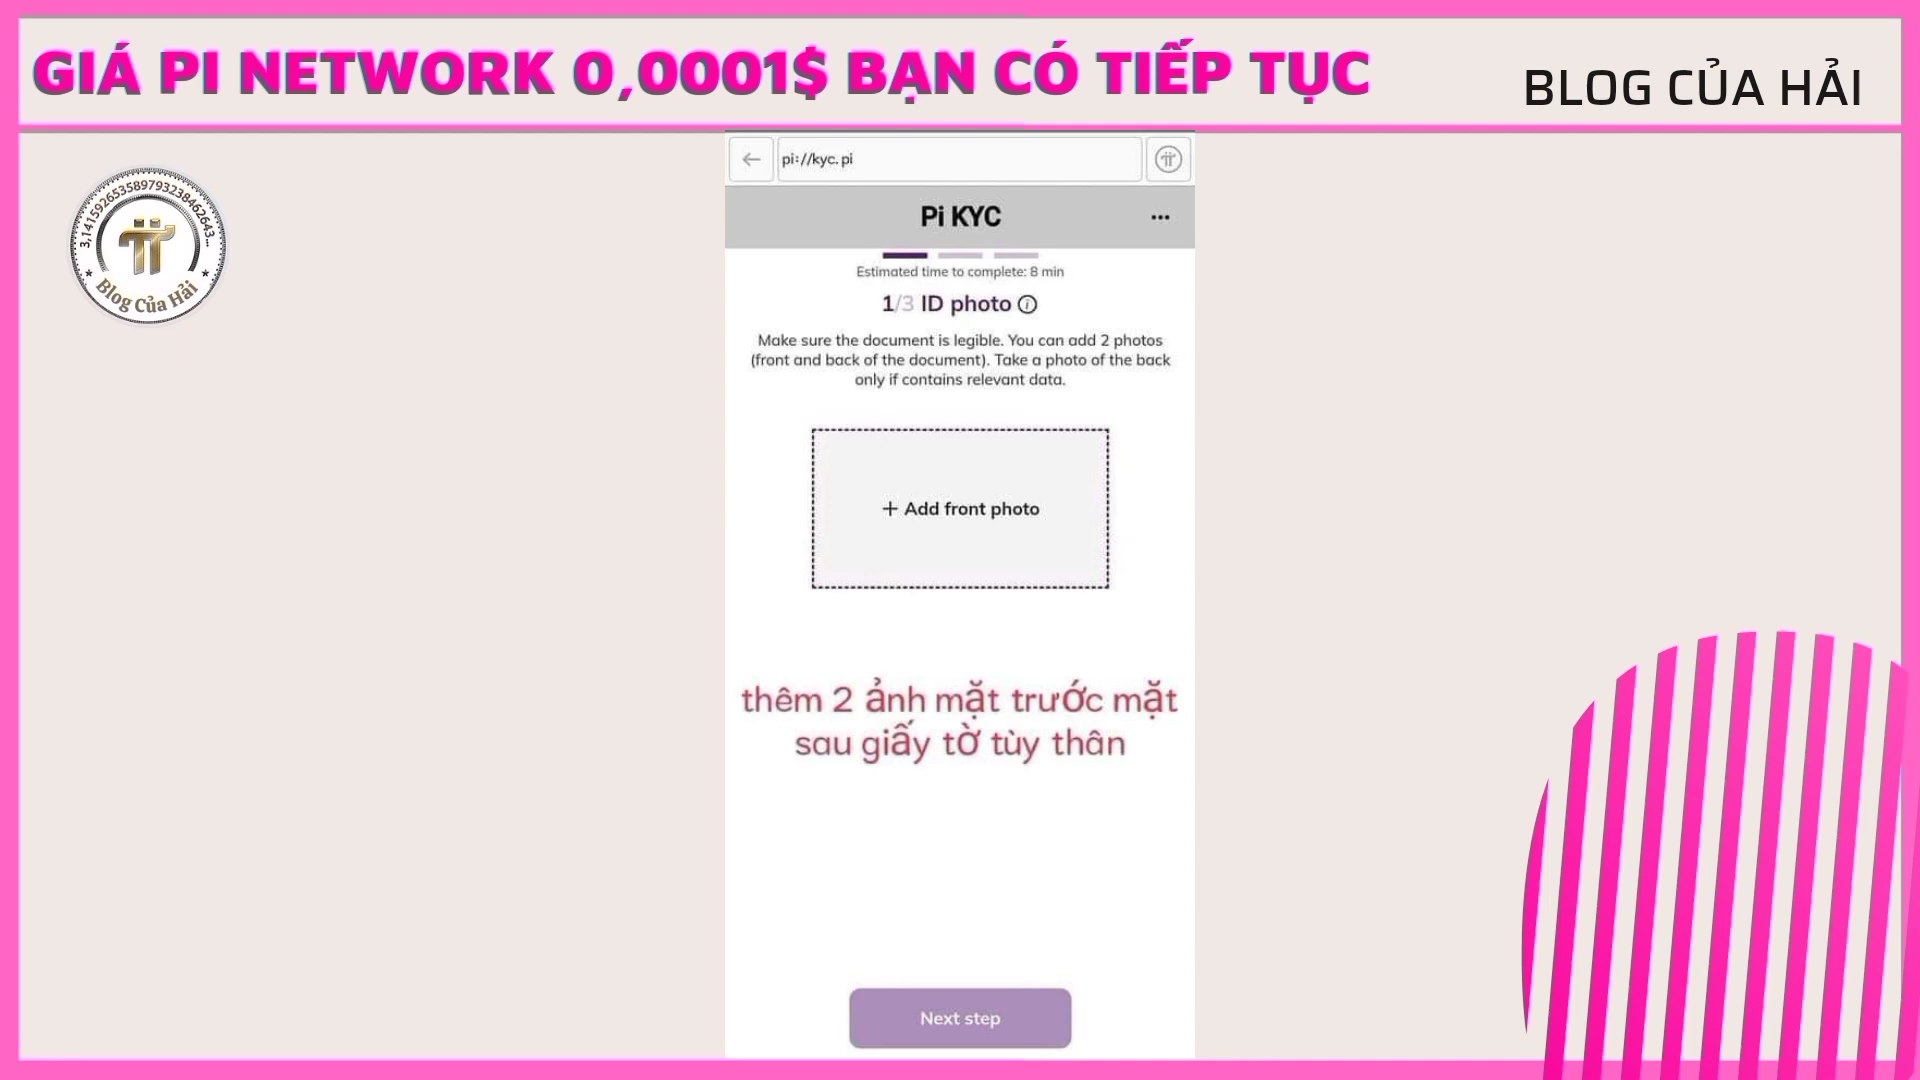 GIÁ PI NETWORK 0,0001$ BẠN CÓ TIẾP TỤC
BLOG CỦA HẢI
3,14159265358979323846264 3...
Blog Của Hải
pi://kyc.pi
Pi KYC
...
Estimated time to complete: 8 min
1/3 ID photo
Make sure the document is legible. You can add 2 photos
(front and back of the document). Take a photo of the back
only if contains relevant data.
+ Add front photo
thêm 2 ảnh mặt trước mặt
sau giấy tờ tùy thân
Next step